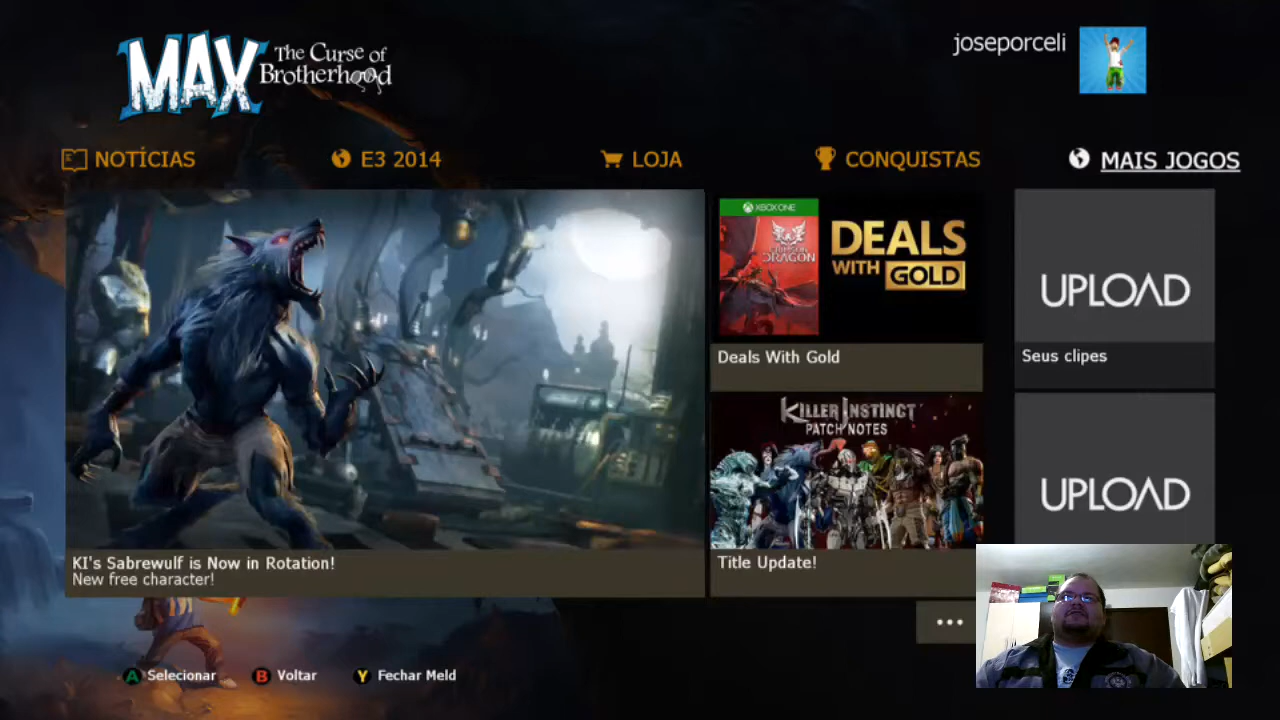 MAX The Curse of
Brotherhood
joseporceli
NOTÍCIAS
E3 2014
LOJA
CONQUISTAS
MAIS JOGOS
XBOX ONE
CRIMSON
DRAGON
DEALS
WITH GOLD
Deals With Gold
UPLOAD
Seus clipes
KILLER INSTINCT
PATCH NOTES
Title Update!
UPLOAD
KI's Sabrewulf is Now in Rotation!
New free character!
...
A Selecionar
B Voltar
Y Fechar Meld